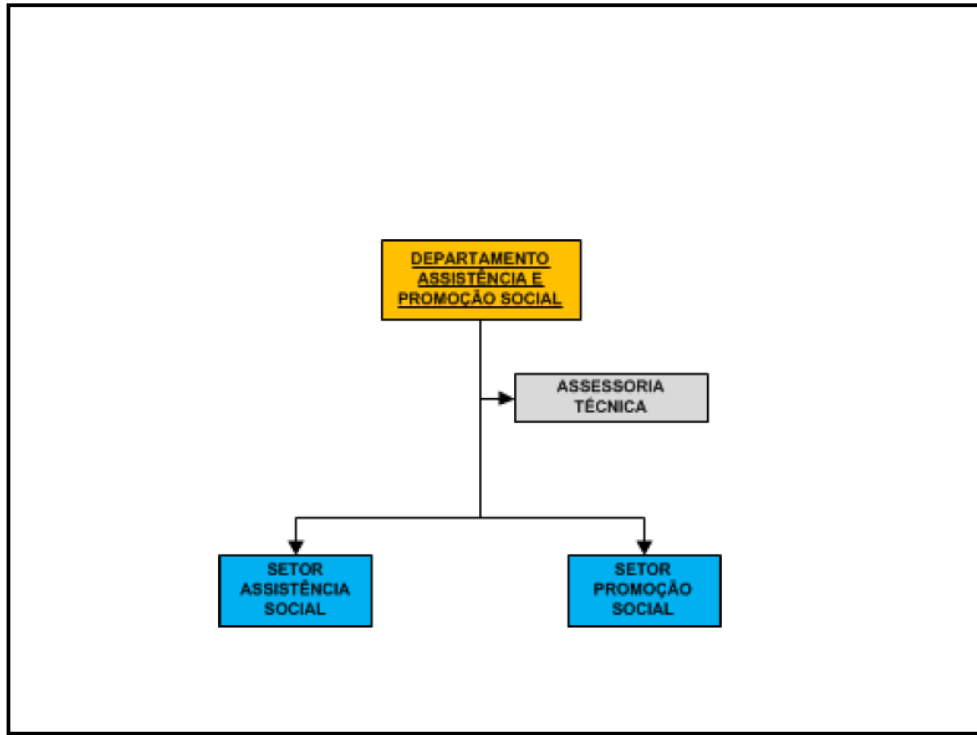 DEPARTAMENTO
ASSISTÊNCIA E
PROMOÇÃO SOCIAL
ASSESSORIA
TÉCNICA
SETOR
ASSISTÊNCIA
SOCIAL
SETOR
PROMOÇÃO
SOCIAL